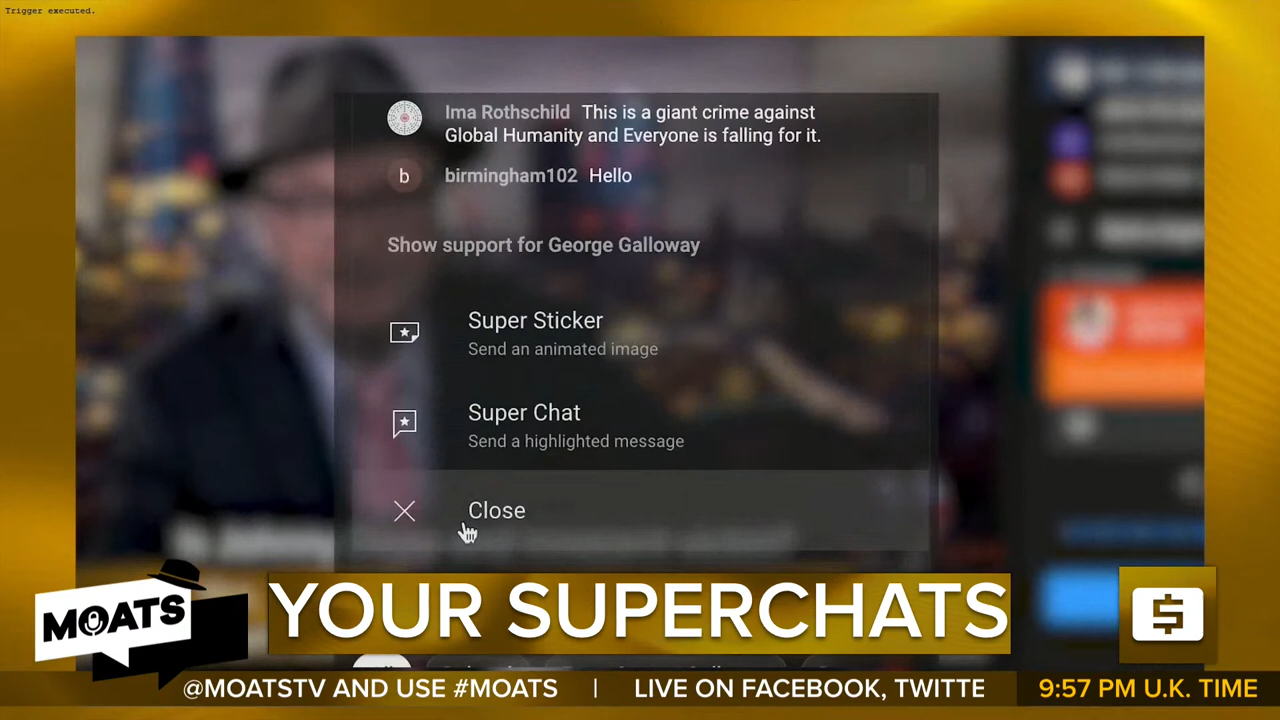 Trigger executed.
Ima Rothschild This is a giant crime against
Global Humanity and Everyone is falling for it.
b birmingham102 Hello
Show support for George Galloway
Super Sticker
Send an animated image
Super Chat
Send a highlighted message
Close
MOATS
YOUR SUPERCHATS
$
@MOATSTV AND USE #MOATS | LIVE ON FACEBOOK, TWITTE
9:57 PM U.K. TIME